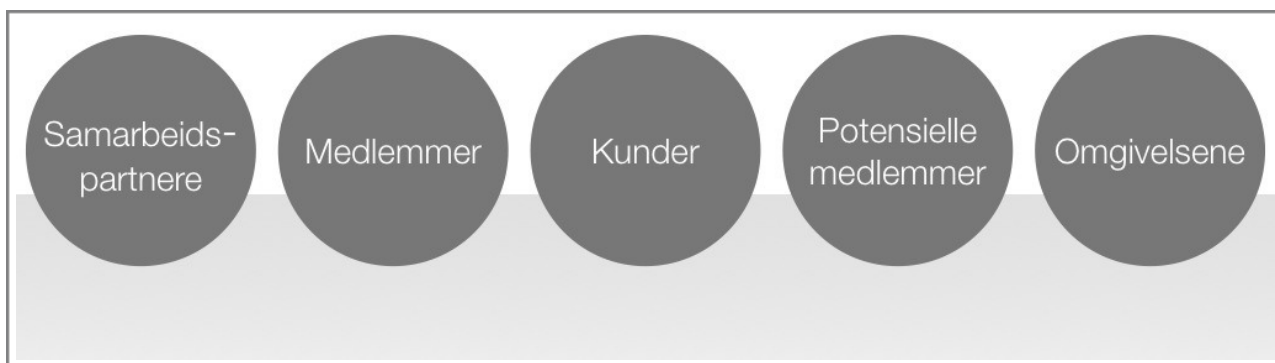 Samarbeids-
partnere
Medlemmer
Kunder
Potensielle
medlemmer
Omgivelsene